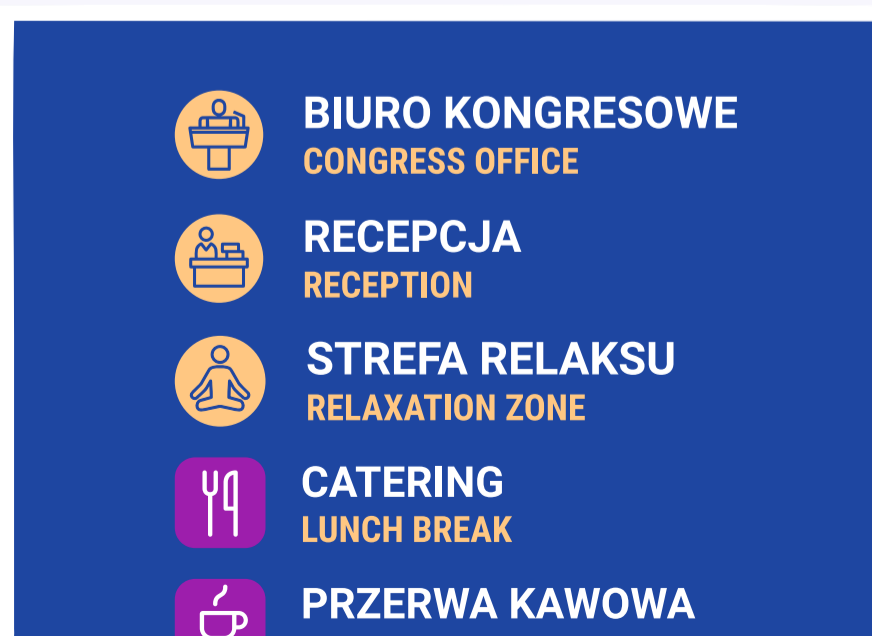 BIURO KONGRESOWE
CONGRESS OFFICE
RECEPCJA
RECEPTION
STREFA RELAKSU
RELAXATION ZONE
CATERING
LUNCH BREAK
PRZERWA KAWOWA